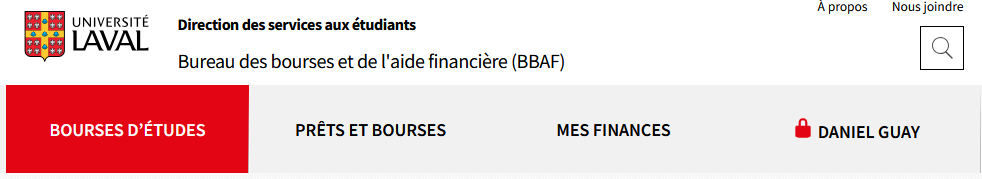 À propos Nous joindre
UNIVERSITÉ
LAVAL
Direction des services aux étudiants
Bureau des bourses et de l'aide financière (BBAF)
BOURSES D'ÉTUDES PRÊTS ET BOURSES MES FINANCES DANIEL GUAY